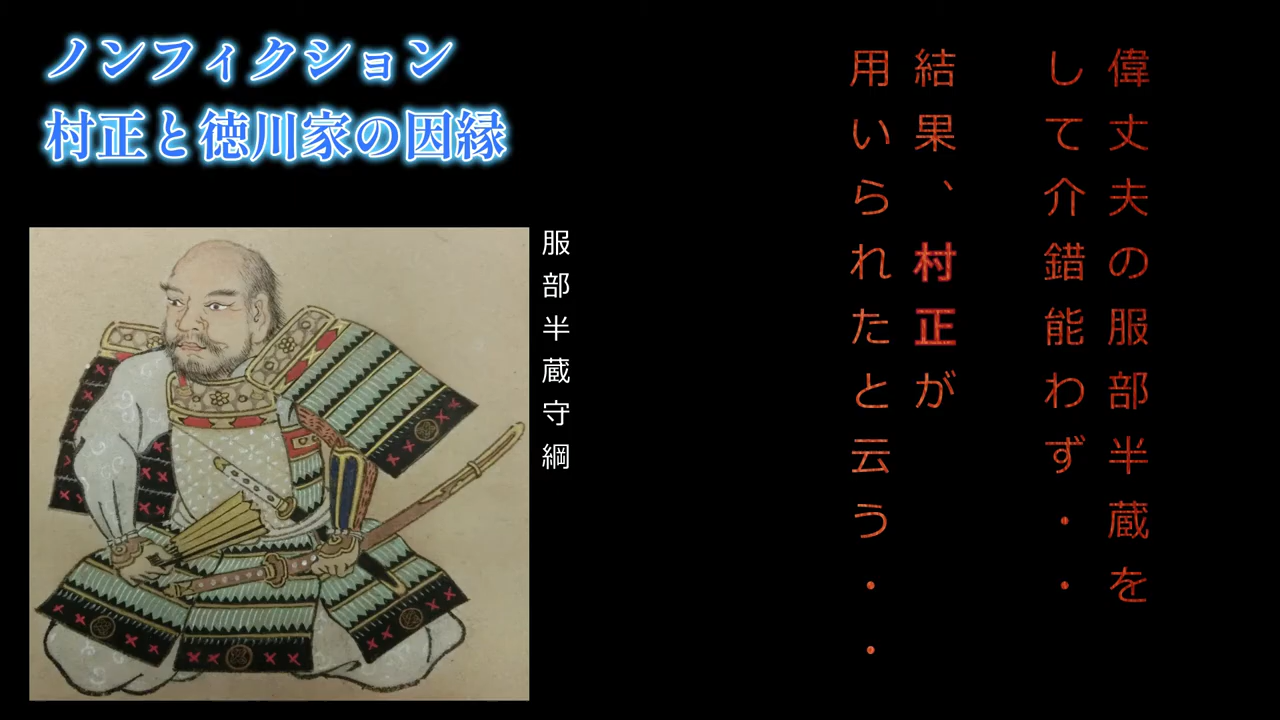 ノンフィクション
村正と徳川家の因縁
服部半蔵守綱
偉丈夫の服部半蔵を
して介錯能わず・・
結果、村正が
用いられたと云う・・